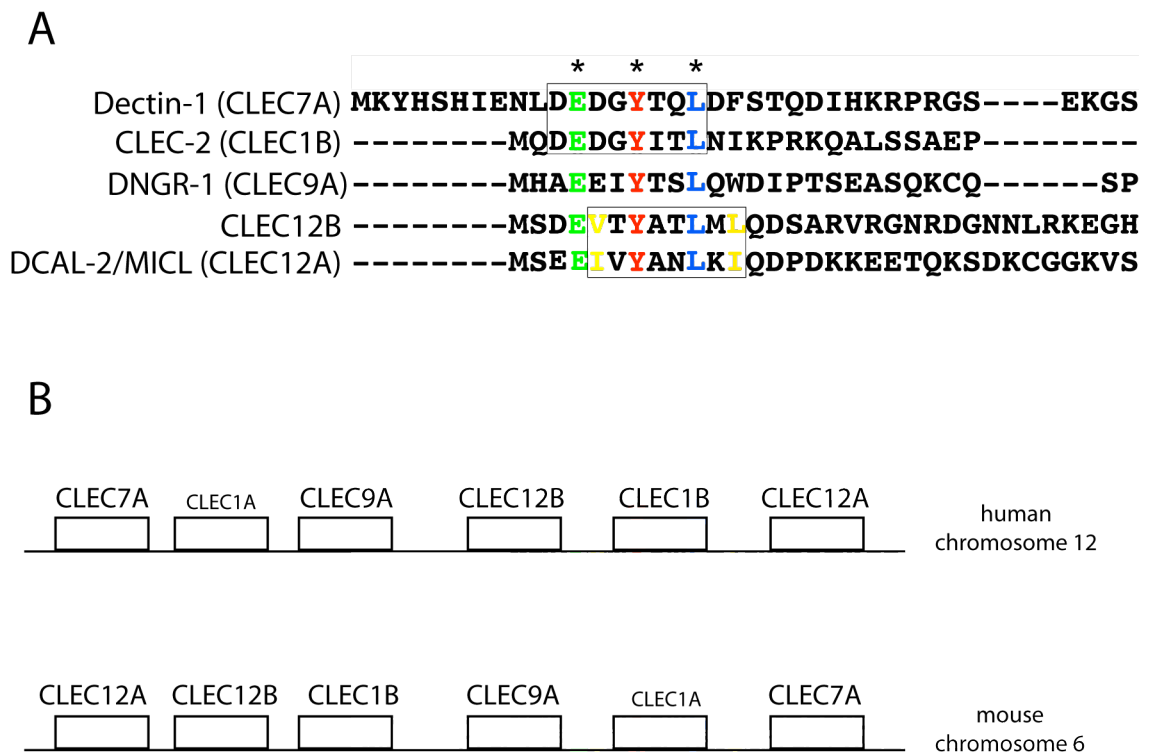 A
* * *
Dectin-1 (CLEC7A) MKYHSHIENLDEDGYTQLDFSTQDIHKRPRGS----EKGS
CLEC-2 (CLEC1B) --------MQDEDGYITLNIKPRKQALSSAEP--------
DNGR-1 (CLEC9A) --------MHAEEIYTSLQWDIPTSEASQKCQ------SP
CLEC12B --------MSDEVTYATLMLQDSARVRGNRDGNNLRKEGH
DCAL-2/MICL (CLEC12A) --------MSEEIVYANLKIQDPDKKEETQKSDKCGGKVS
B
CLEC7A CLEC1A CLEC9A CLEC12B CLEC1B CLEC12A
human
chromosome 12
CLEC12A CLEC12B CLEC1B CLEC9A CLEC1A CLEC7A
mouse
chromosome 6